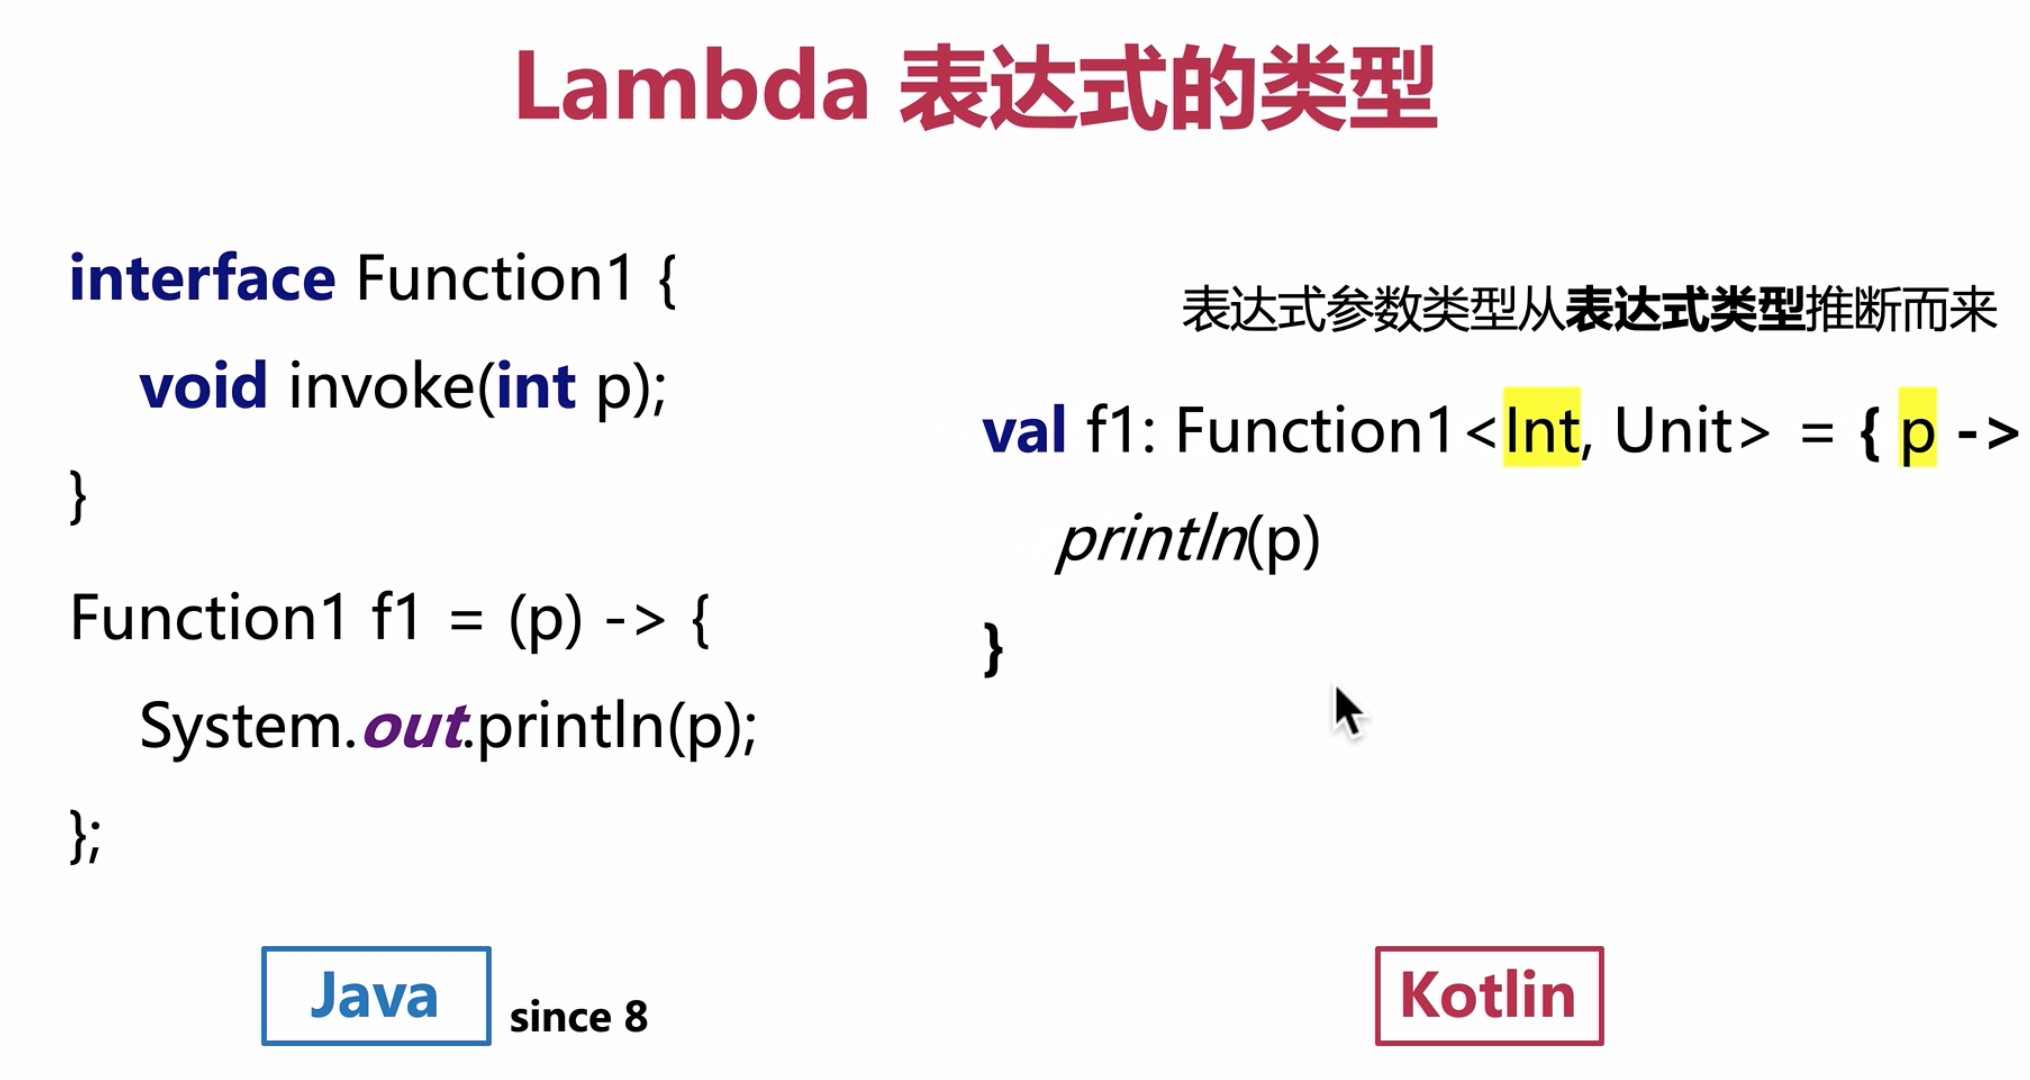 Lambda 表达式的类型
interface Function1 {
void invoke(int p);
}
Function1 f1 = (p) -> {
System.out.println(p);
};
Java since 8
表达式参数类型从表达式类型推断而来
val f1: Function1<Int, Unit> = { p ->
println(p)
}
Kotlin